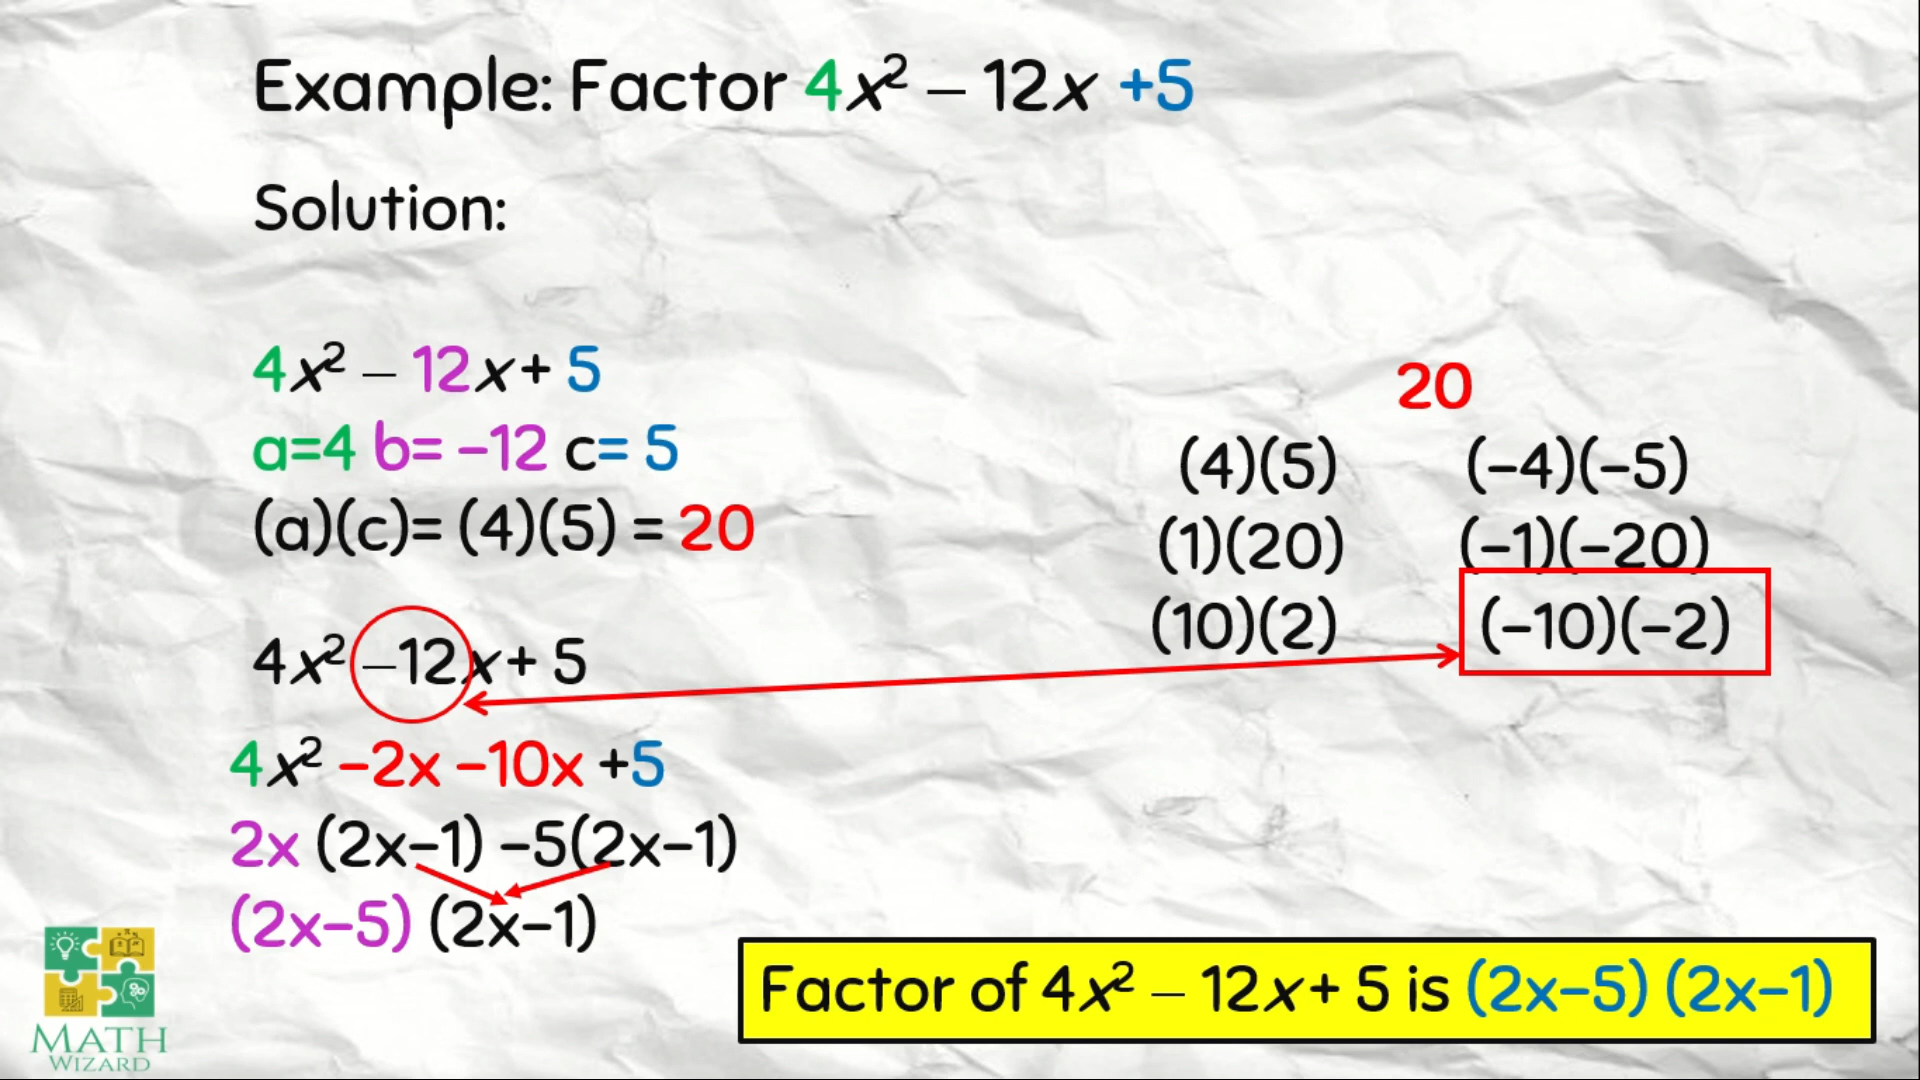 Example: Factor 4x² – 12x +5
Solution:
4x² – 12x + 5
a=4 b= –12 c= 5
(a)(c)= (4)(5) = 20
20
(4)(5) (–4)(–5)
(1)(20) (–1)(–20)
(10)(2) (–10)(–2)
4x² –12x + 5
4x² –2x –10x +5
2x (2x–1) –5(2x–1)
(2x–5) (2x–1)
Factor of 4x² – 12x + 5 is (2x–5) (2x–1)
MATH
WIZARD